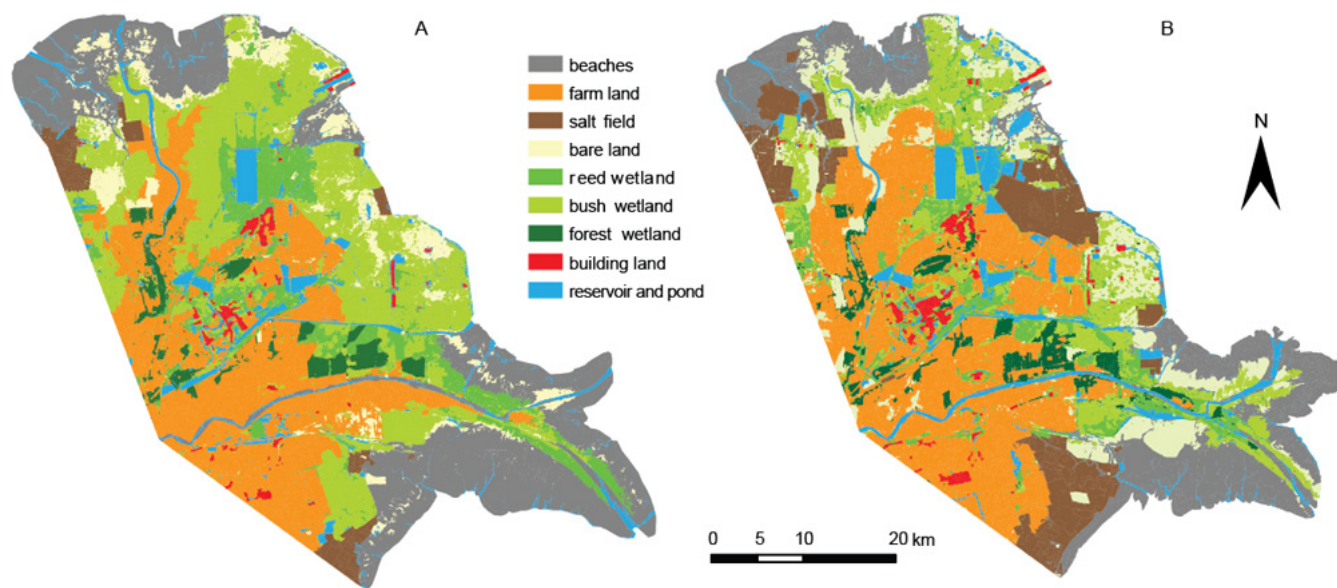 A
B
beaches
farm land
salt field
bare land
reed wetland
bush wetland
forest wetland
building land
reservoir and pond
N
0 5 10 20 km